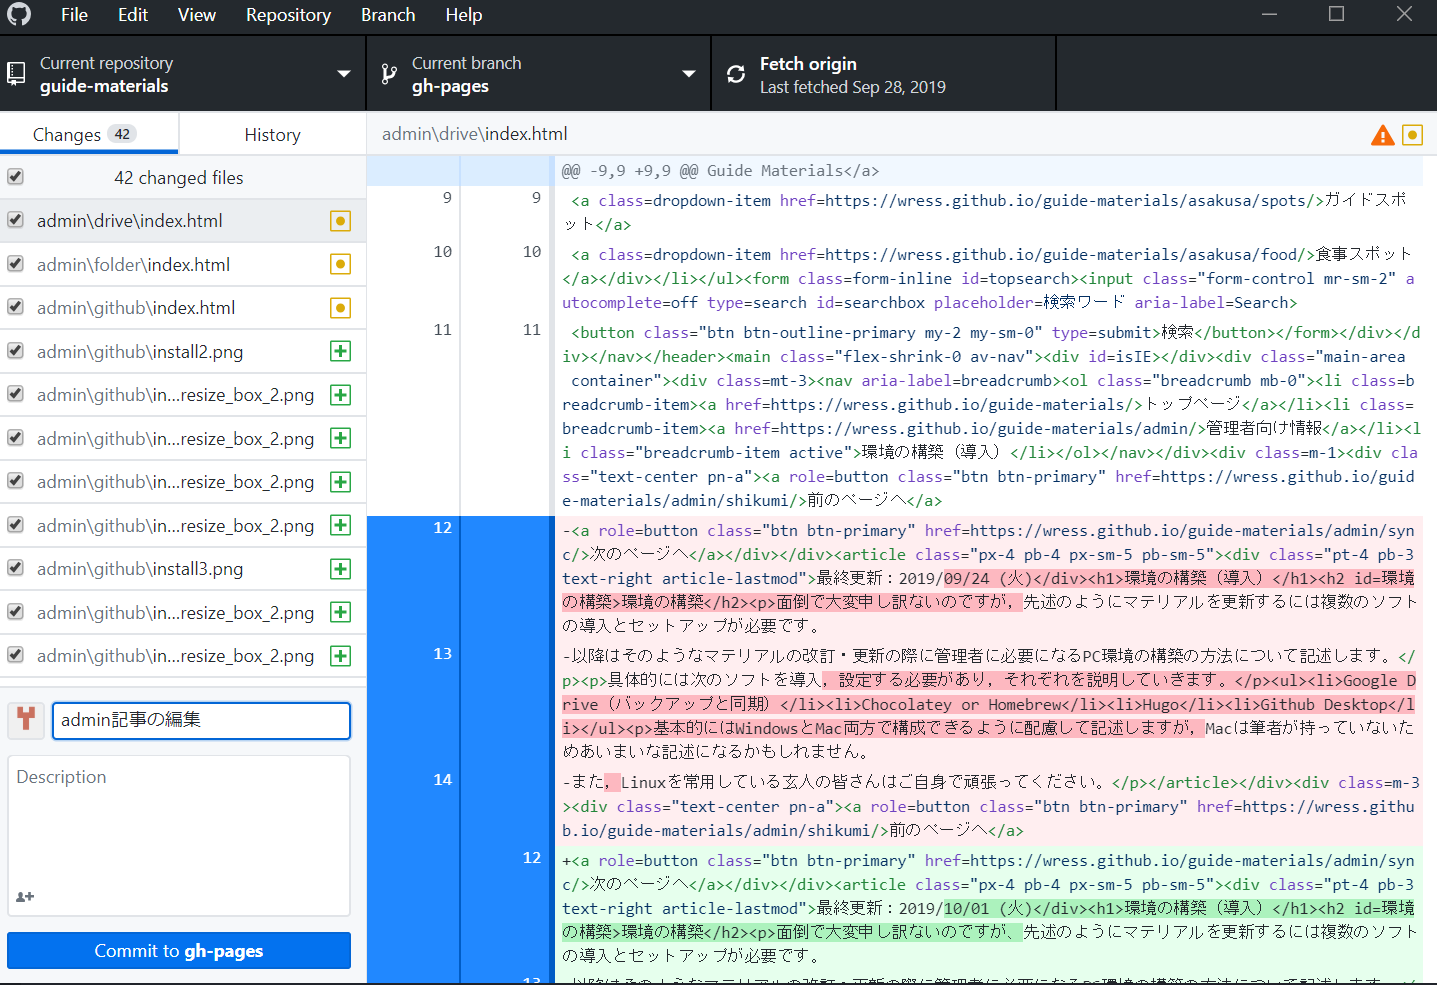 File Edit View Repository Branch Help
Current repository
guide-materials
Current branch
gh-pages
Fetch origin
Last fetched Sep 28, 2019
Changes 42
History
admin\drive\index.html
42 changed files
admin\drive\index.html
admin\folder\index.html
admin\github\index.html
admin\github\install2.png
admin\github\in...resize_box_2.png
admin\github\in...resize_box_2.png
admin\github\in...resize_box_2.png
admin\github\in...resize_box_2.png
admin\github\install3.png
admin\github\in...resize_box_2.png
admin\github\in...resize_box_2.png
admin記事の編集
Description
Commit to gh-pages
@@ -9,9 +9,9 @@ Guide Materials</a>
9 9 <a class=dropdown-item href=https://wress.github.io/guide-materials/asakusa/spots/>ガイドスポ
ット</a>
10 10 <a class=dropdown-item href=https://wress.github.io/guide-materials/asakusa/food/>食事スポット
</a></div></li></ul><form class=form-inline id=topsearch><input class="form-control mr-sm-2" a
utocomplete=off type=search id=searchbox placeholder=検索ワード aria-label=Search>
11 11 <button class="btn btn-outline-primary my-2 my-sm-0" type=submit>検索</button></form></div></d
iv></nav></header><main class="flex-shrink-0 av-nav"><div id=isIE></div><div class="main-area
container"><div class=mt-3><nav aria-label=breadcrumb><ol class="breadcrumb mb-0"><li class=b
readcrumb-item><a href=https://wress.github.io/guide-materials/>トップページ</a></li><li class=
breadcrumb-item><a href=https://wress.github.io/guide-materials/admin/>管理者向け情報</a></li><l
i class="breadcrumb-item active">環境の構築（導入）</li></ol></nav></div><div class=m-1><div cla
ss="text-center pn-a"><a role=button class="btn btn-primary" href=https://wress.github.io/guid
e-materials/admin/shikumi/>前のページへ</a>
12 -<a role=button class="btn btn-primary" href=https://wress.github.io/guide-materials/admin/syn
c/>次のページへ</a></div></div><article class="px-4 pb-4 px-sm-5 pb-sm-5"><div class="pt-4 pb-3
text-right article-lastmod">最終更新：2019/09/24 (火)</div><h1>環境の構築（導入）</h1><h2 id=環境
の構築>環境の構築</h2><p>面倒で大変申し訳ないのですが，先述のようにマテリアルを更新するには複数のソフト
の導入とセットアップが必要です。
13 -以降はそのようなマテリアルの改訂・更新の際に管理者に必要になるPC環境の構築の方法について記述します。</
p><p>具体的には次のソフトを導入，設定する必要があり，それぞれを説明していきます。</p><ul><li>Google D
rive（バックアップと同期）</li><li>Chocolatey or Homebrew</li><li>Hugo</li><li>Github Desktop</l
i></ul><p>基本的にはWindowsとMac両方で構成できるように配慮して記述しますが，Macは筆者が持っていないた
めあいまいな記述になるかもしれません。
14 -また，Linuxを常用している玄人の皆さんはご自身で頑張ってください。</p></article></div><div class=m-3
><div class="text-center pn-a"><a role=button class="btn btn-primary" href=https://wress.githu
b.io/guide-materials/admin/shikumi/>前のページへ</a>
12 +<a role=button class="btn btn-primary" href=https://wress.github.io/guide-materials/admin/syn
c/>次のページへ</a></div></div><article class="px-4 pb-4 px-sm-5 pb-sm-5"><div class="pt-4 pb-3
text-right article-lastmod">最終更新：2019/10/01 (火)</div><h1>環境の構築（導入）</h1><h2 id=環境
の構築>環境の構築</h2><p>面倒で大変申し訳ないのですが、先述のようにマテリアルを更新するには複数のソフト
の導入とセットアップが必要です。